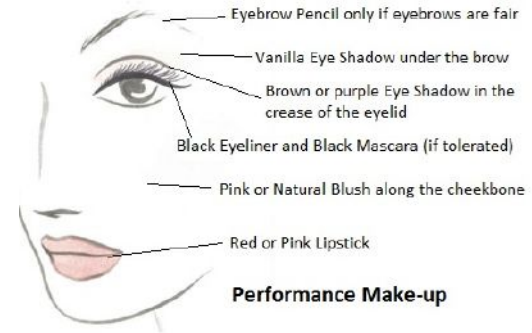 Eyebrow Pencil only if eyebrows are fair
Vanilla Eye Shadow under the brow
Brown or purple Eye Shadow in the
crease of the eyelid
Black Eyeliner and Black Mascara (if tolerated)
Pink or Natural Blush along the cheekbone
Red or Pink Lipstick
Performance Make-up